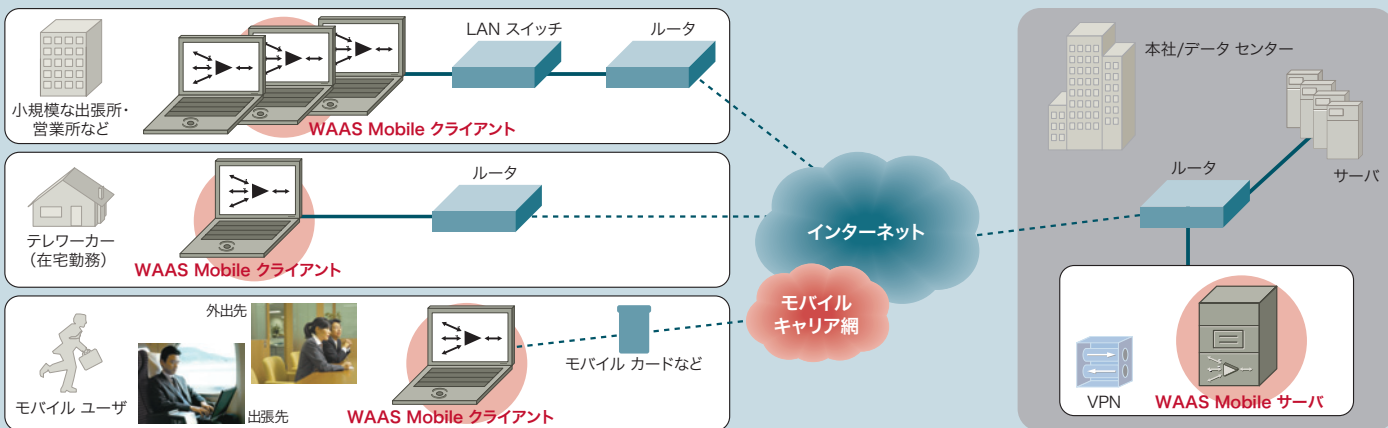 LAN スイッチ
ルータ
小規模な出張所・
営業所など
WAAS Mobile クライアント
ルータ
テレワーカー
(在宅勤務)
WAAS Mobile クライアント
外出先
出張先
モバイル ユーザ
WAAS Mobile クライアント
モバイル カードなど
インターネット
モバイル
キャリア網
本社/データ センター
ルータ
サーバ
VPN
WAAS Mobile サーバ